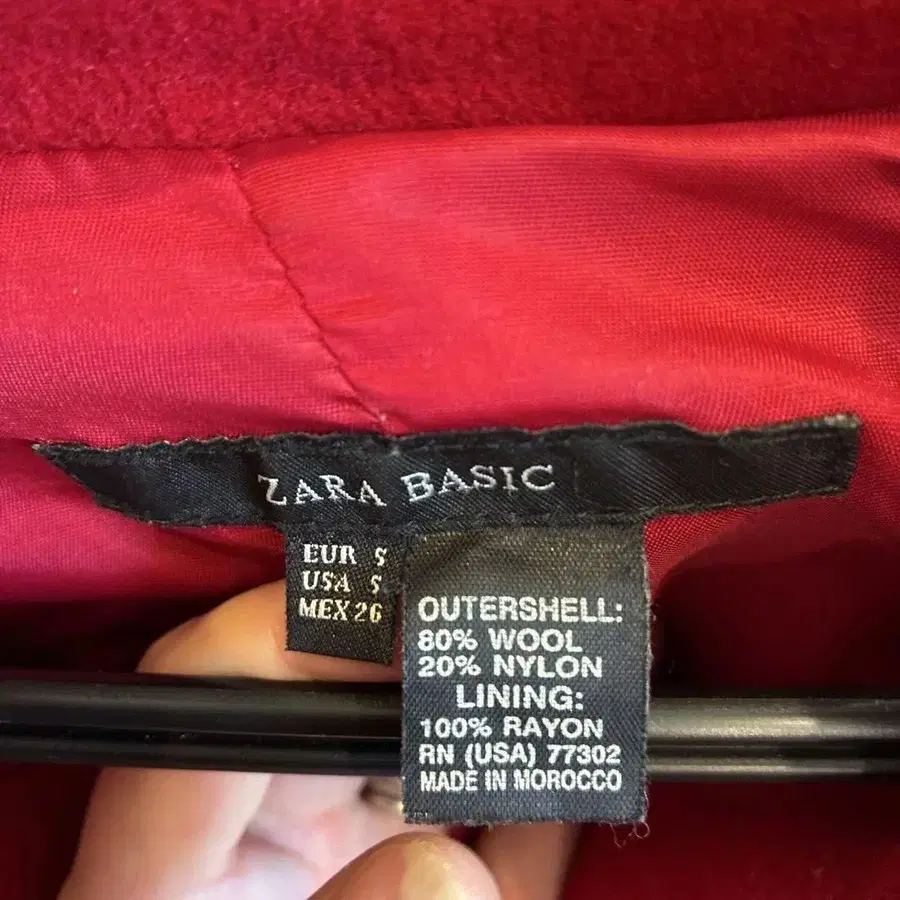 ZARA BASIC
EUR S
USA S
MEX 26
OUTERSHELL:
80% WOOL
20% NYLON
LINING:
100% RAYON
RN (USA) 77302
MADE IN MOROCCO